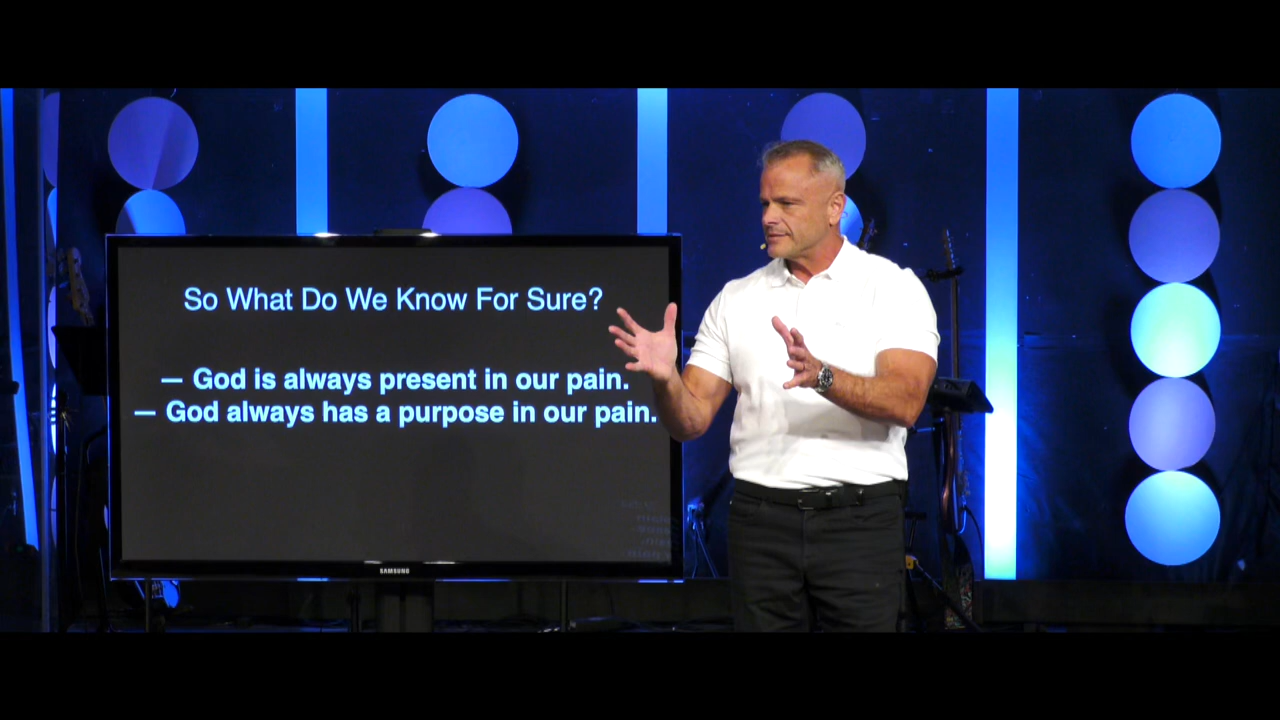 So What Do We Know For Sure?
— God is always present in our pain.
— God always has a purpose in our pain.
SAMSUNG